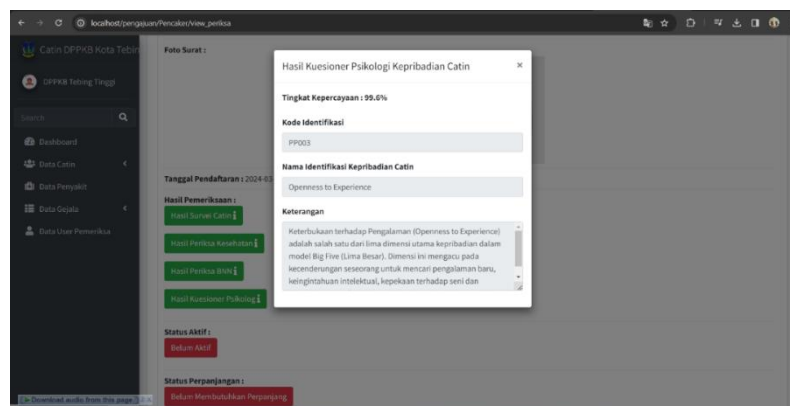 localhost/pengajuan/Pencaker/view_periksa
Catin DPPKB Kota Tebin
DPPKB Tebing Tinggi
Search
Dashboard
Data Catin
Data Penyakit
Data Gejala
Data User Pemeriksa
Foto Surat :
Tanggal Pendaftaran : 2024-03
Hasil Pemeriksaan :
Hasil Survei Catin i
Hasil Periksa Kesehatan i
Hasil Periksa BNN i
Hasil Kuesioner Psikolog i
Status Aktif :
Belum Aktif
Status Perpanjangan :
Belum Membutuhkan Perpanjang
Hasil Kuesioner Psikologi Kepribadian Catin ×
Tingkat Kepercayaan : 99.6%
Kode Identifikasi
PP003
Nama Identifikasi Kepribadian Catin
Openness to Experience
Keterangan
Keterbukaan terhadap Pengalaman (Openness to Experience)
adalah salah satu dari lima dimensi utama kepribadian dalam
model Big Five (Lima Besar). Dimensi ini mengacu pada
kecenderungan seseorang untuk mencari pengalaman baru,
keingintahuan intelektual, kepekaan terhadap seni dan
Download audio from this page